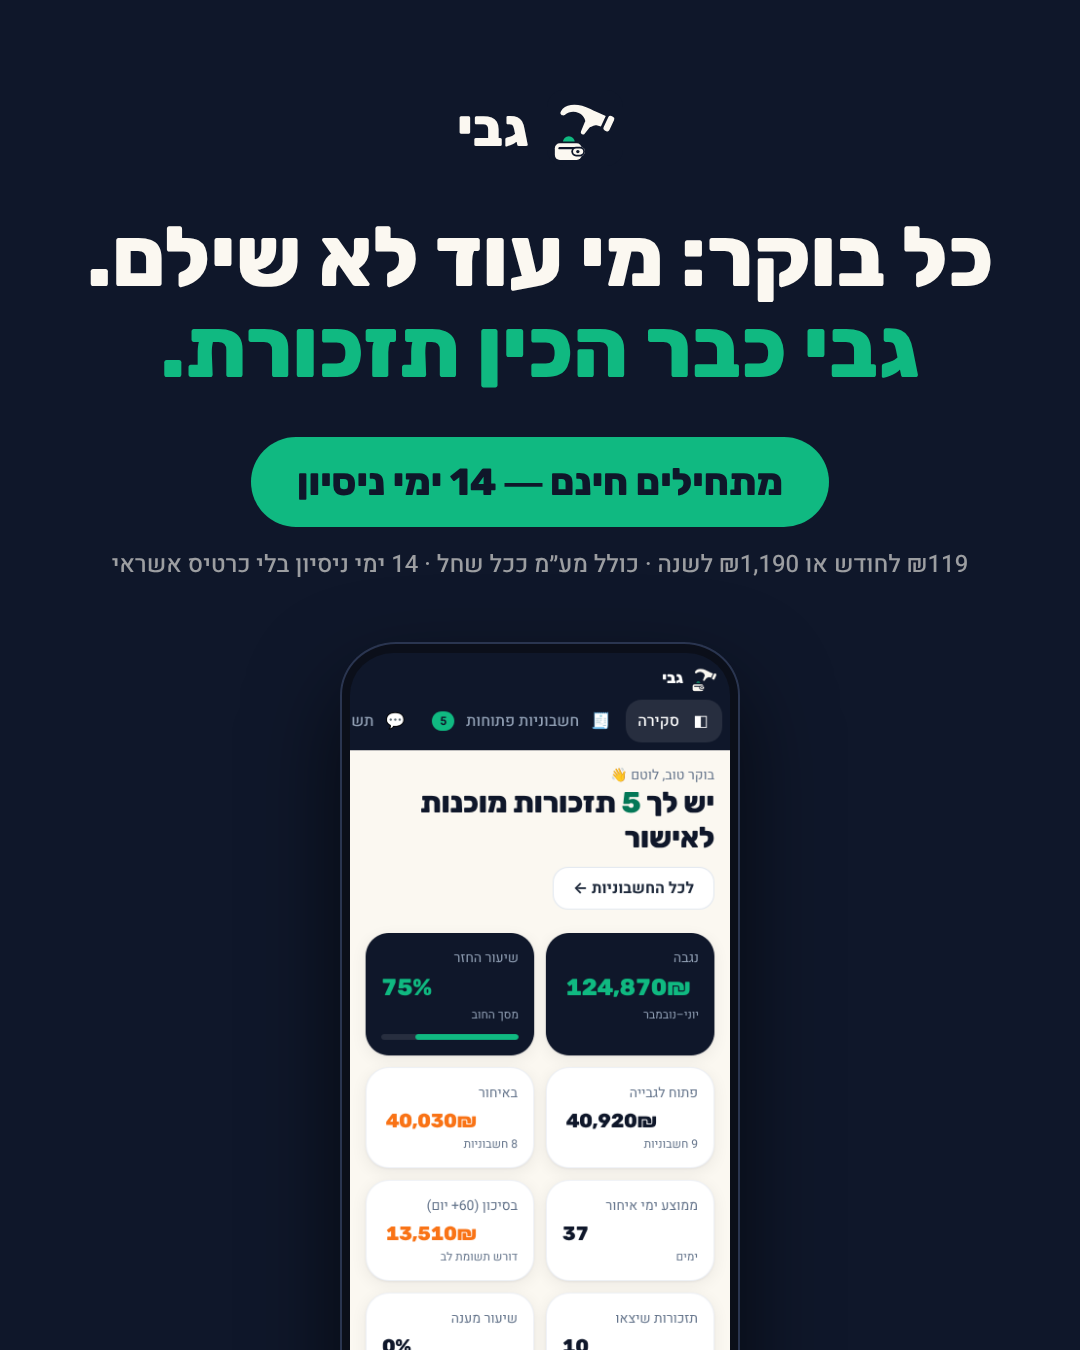 גבי
כל בוקר: מי עוד לא שילם.
גבי כבר הכין תזכורת.
מתחילים חינם — 14 ימי ניסיון
₪119 לחודש או ₪1,190 לשנה · כולל מע״מ ככל שחל · 14 ימי ניסיון בלי כרטיס אשראי
גבי
סקירה
חשבוניות פתוחות 5
תש
בוקר טוב, לוטם 👋
יש לך 5 תזכורות מוכנות
לאישור
לכל החשבוניות ←
נגבה
₪124,870
יוני–נובמבר
שיעור החזר
75%
מסך החוב
פתוח לגבייה
₪40,920
9 חשבוניות
באיחור
₪40,030
8 חשבוניות
ממוצע ימי איחור
37
ימים
בסיכון (60+ יום)
₪13,510
דורש תשומת לב
תזכורות שיצאו
10
שיעור מענה
0%